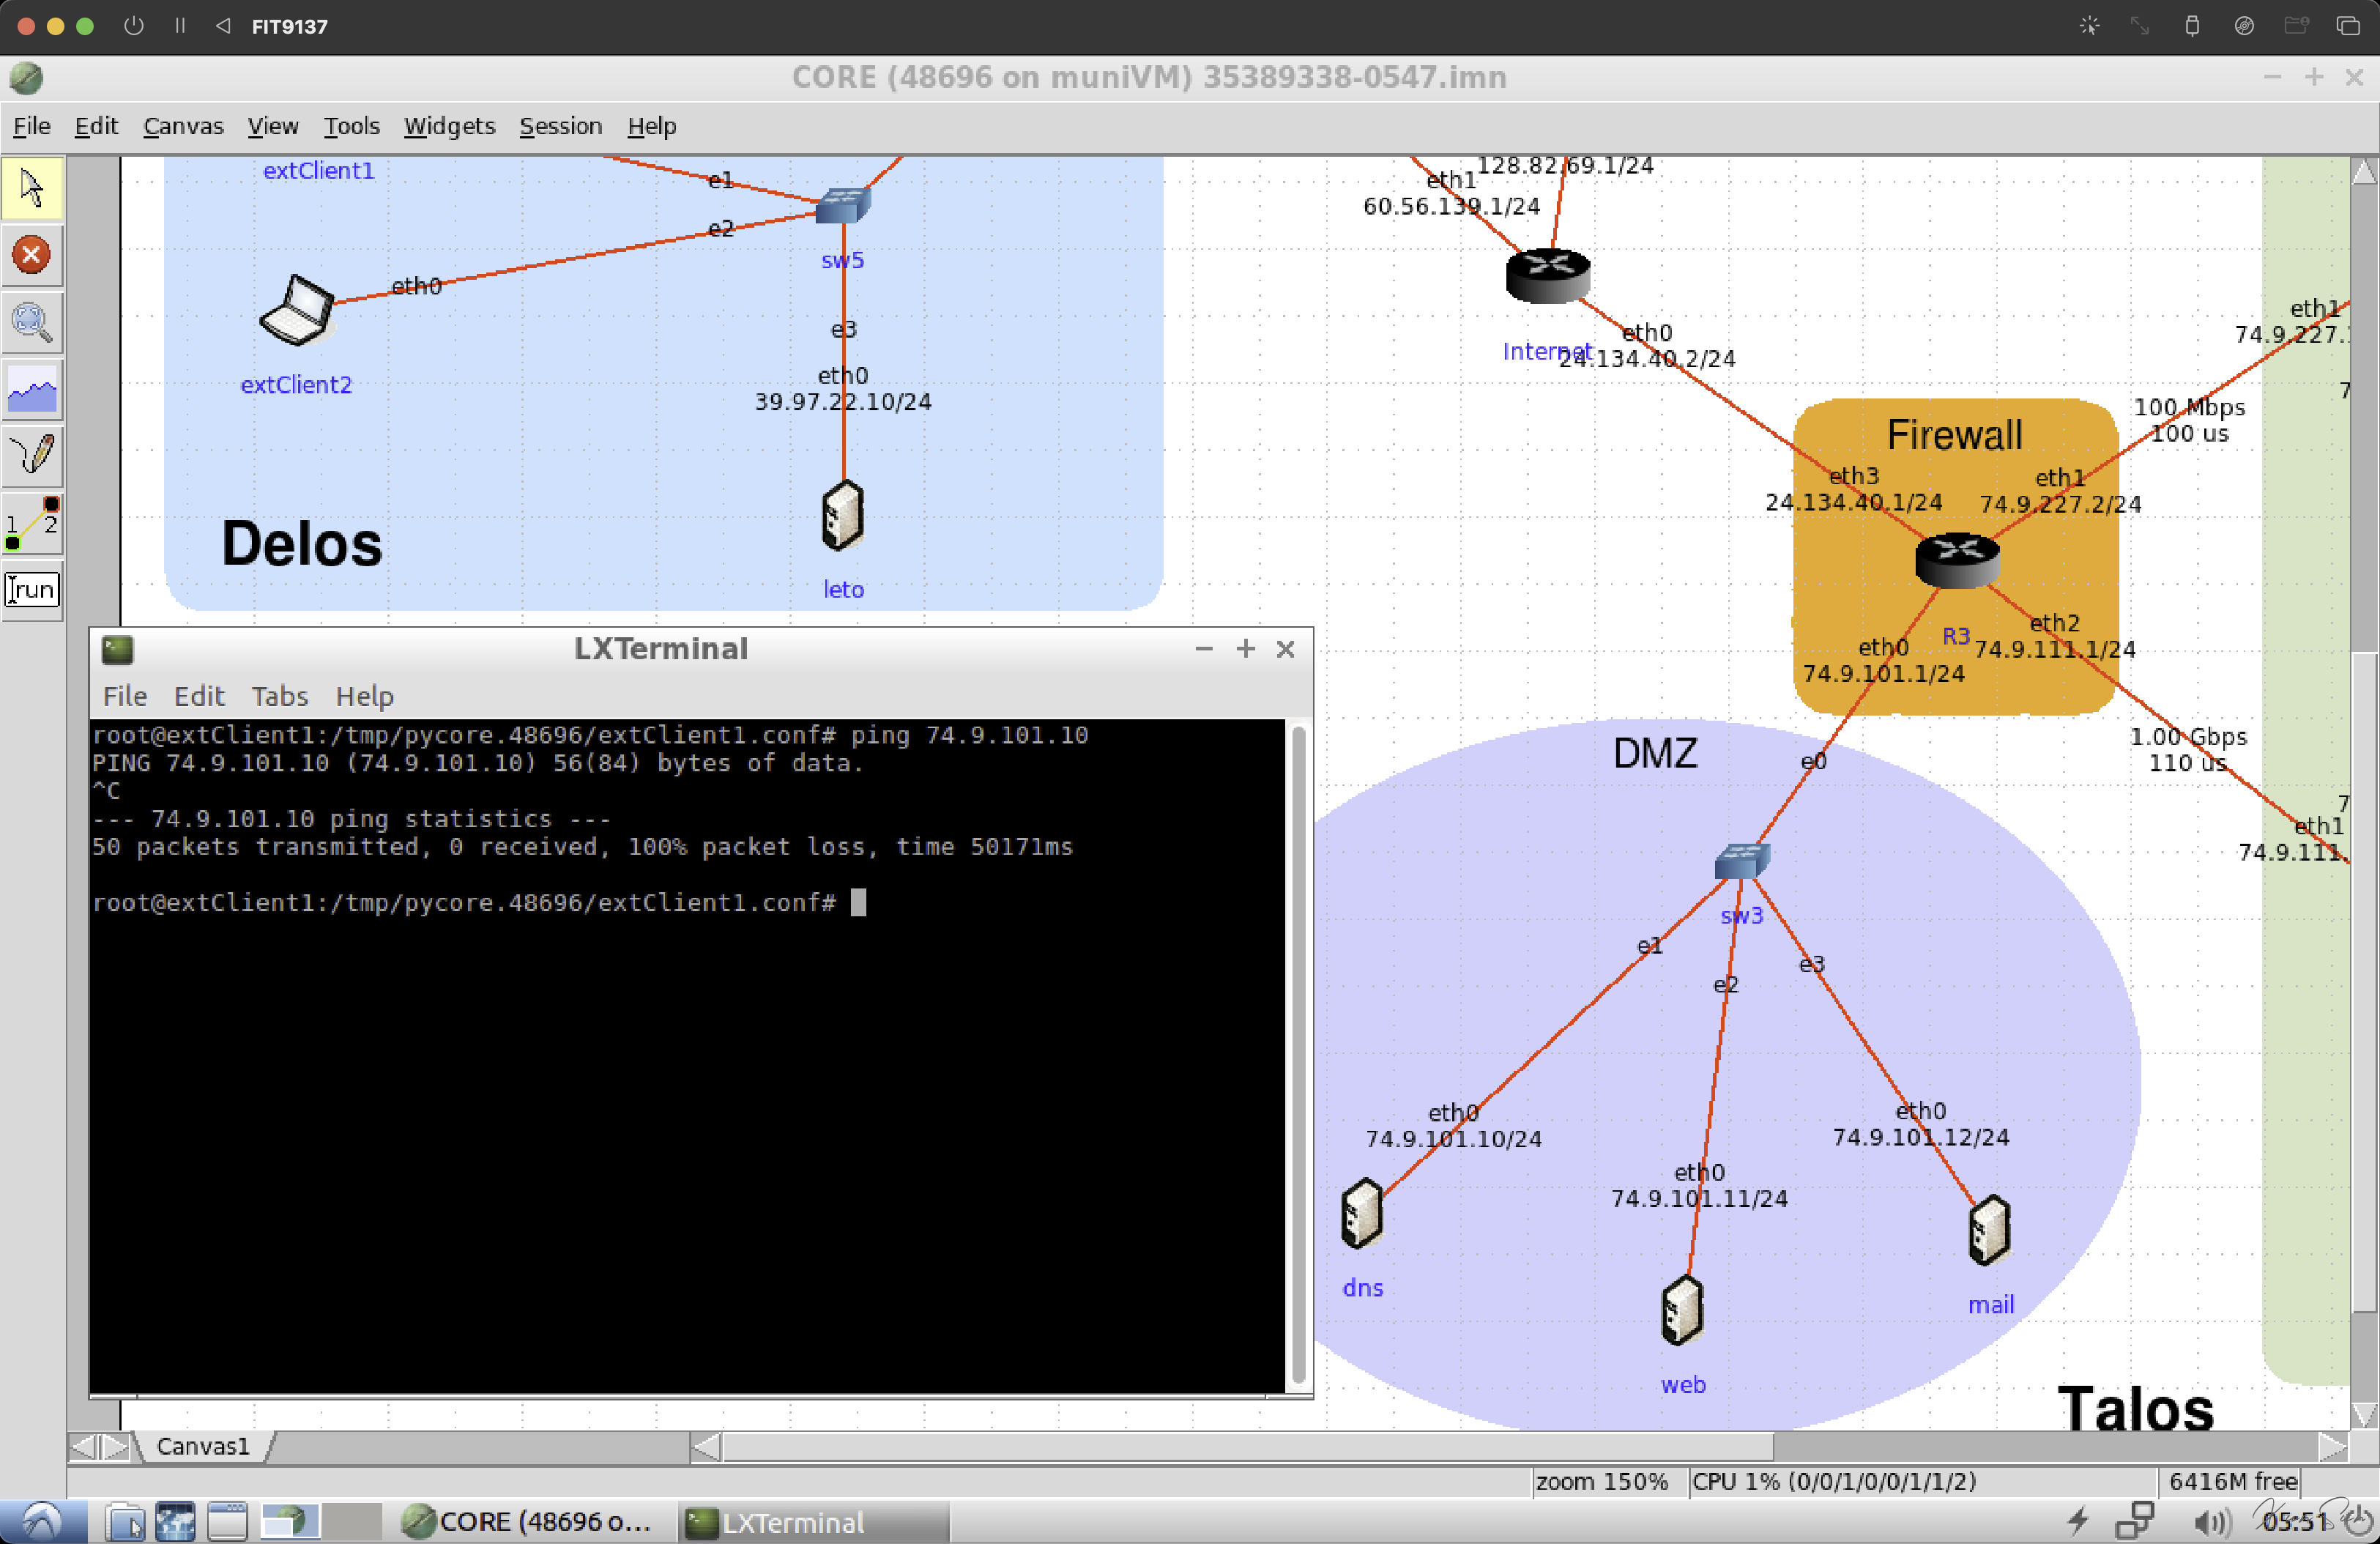 FIT9137
CORE (48696 on muniVM) 35389338-0547.imn
File Edit Canvas View Tools Widgets Session Help
extClient1
e1
e2
sw5
eth0
extClient2
e3
eth0
39.97.22.10/24
leto
Delos
128.82.69.1/24
eth1
60.56.139.1/24
Internet
eth0
24.134.40.2/24
eth1
74.9.227.
7
100 Mbps
100 us
Firewall
eth3
24.134.40.1/24
eth1
74.9.227.2/24
R3
eth2
74.9.111.1/24
eth0
74.9.101.1/24
1.00 Gbps
110 us
7
eth1
74.9.111.
1 2
run
LXTerminal
File Edit Tabs Help
root@extClient1:/tmp/pycore.48696/extClient1.conf# ping 74.9.101.10
PING 74.9.101.10 (74.9.101.10) 56(84) bytes of data.
^C
--- 74.9.101.10 ping statistics ---
50 packets transmitted, 0 received, 100% packet loss, time 50171ms
root@extClient1:/tmp/pycore.48696/extClient1.conf#
DMZ
e0
sw3
e1
e2
e3
eth0
74.9.101.10/24
eth0
74.9.101.12/24
eth0
74.9.101.11/24
dns
mail
web
Talos
Canvas1
zoom 150%
CPU 1% (0/0/1/0/0/1/1/2)
6416M free
CORE (48696 o...
LXTerminal
05:51